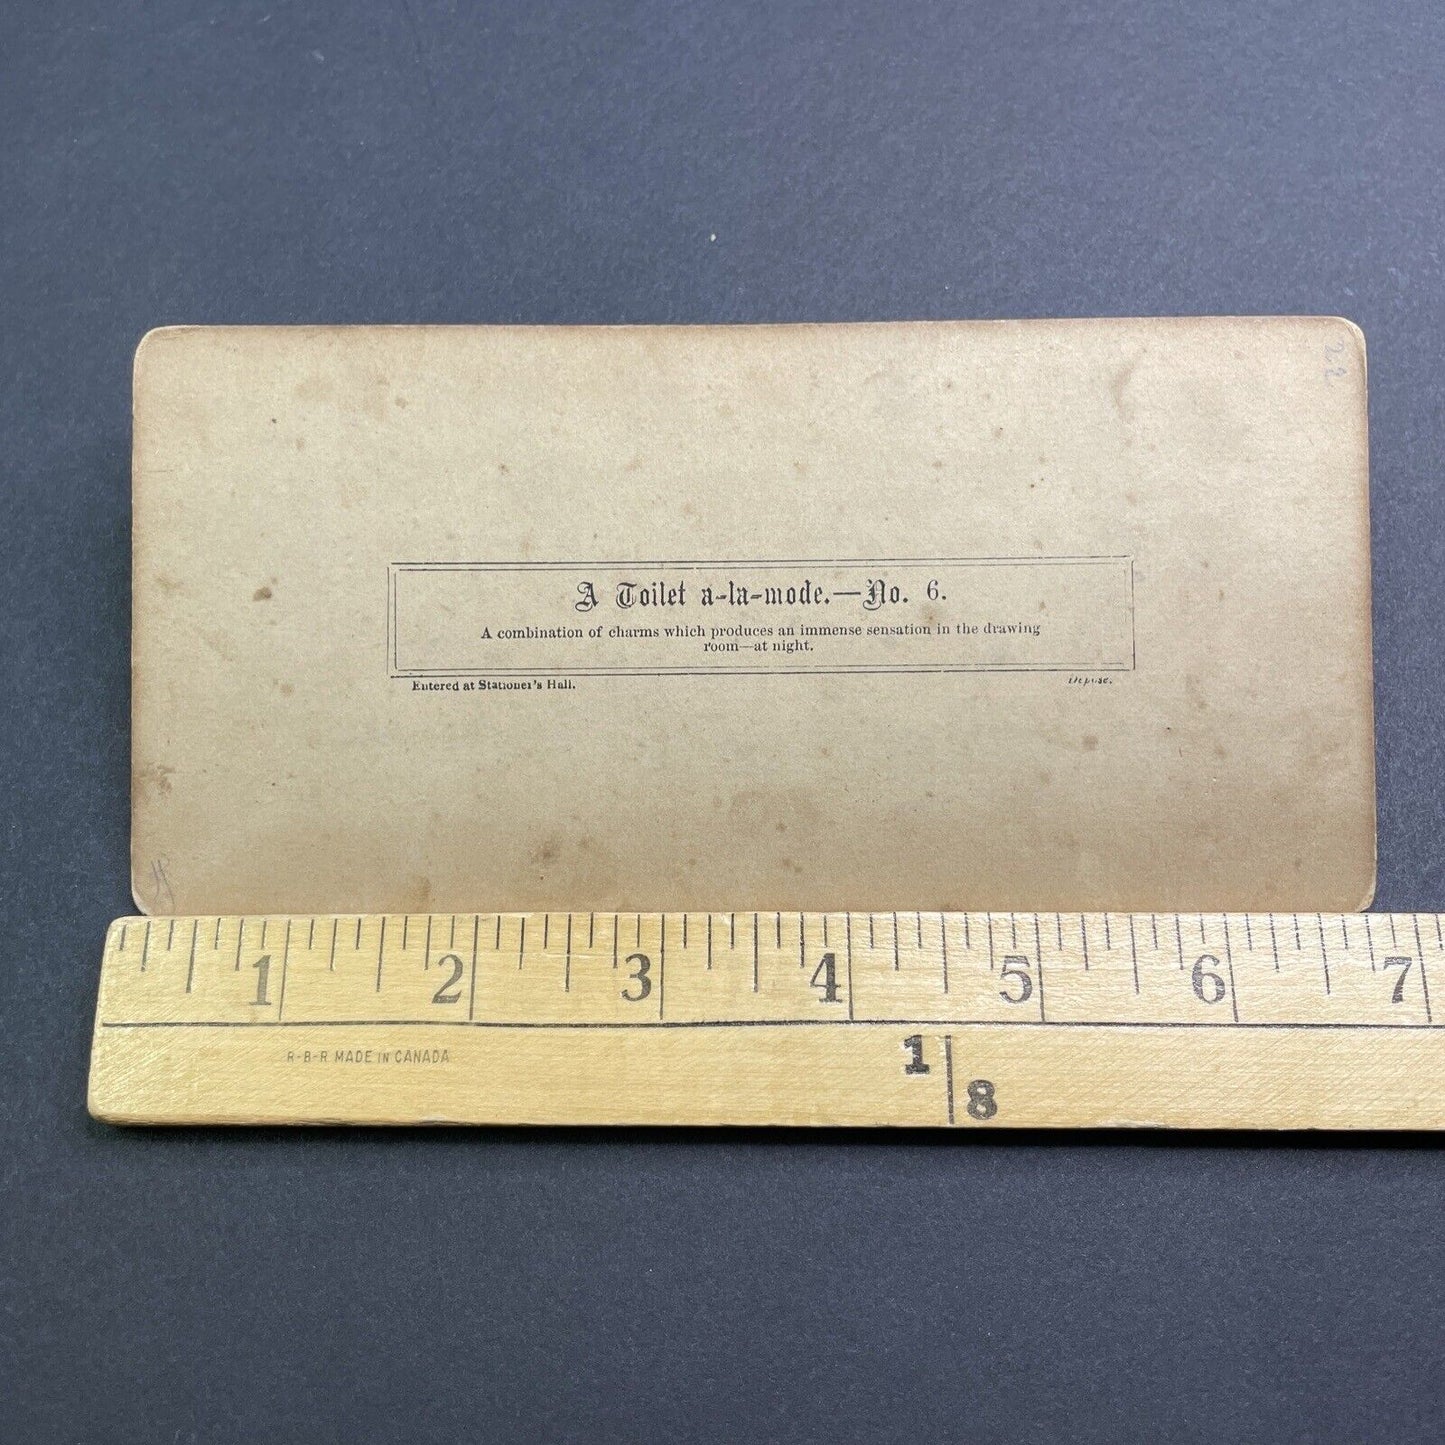 22
A Toilet a-la-mode.—No. 6.
A combination of charms which produces an immense sensation in the drawing
room—at night.
Entered at Stationer's Hall.
1 2 3 4 5 6 7
R-B-R MADE IN CANADA
1
8